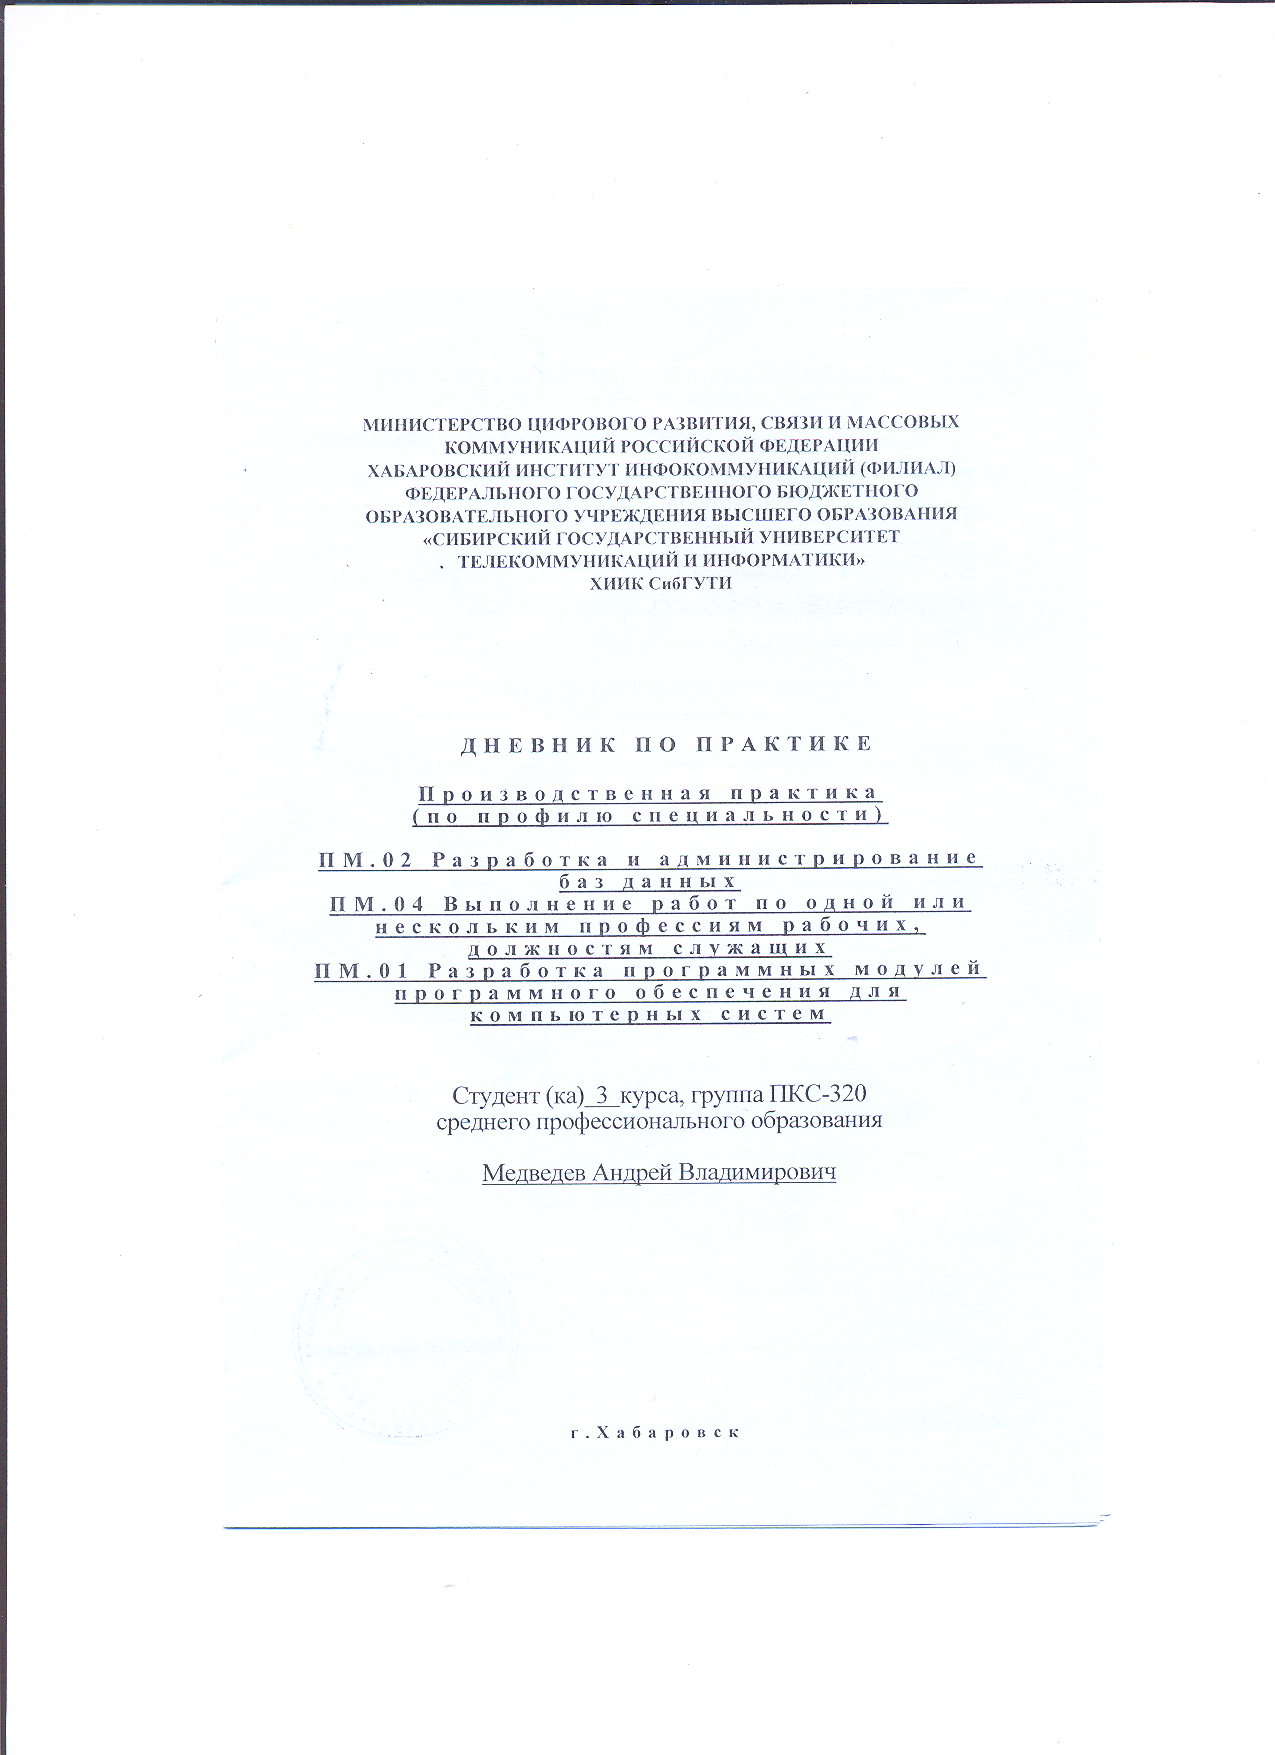 МИНИСТЕРСТВО ЦИФРОВОГО РАЗВИТИЯ, СВЯЗИ И МАССОВЫХ
КОММУНИКАЦИЙ РОССИЙСКОЙ ФЕДЕРАЦИИ
ХАБАРОВСКИЙ ИНСТИТУТ ИНФОКОММУНИКАЦИЙ (ФИЛИАЛ)
ФЕДЕРАЛЬНОГО ГОСУДАРСТВЕННОГО БЮДЖЕТНОГО
ОБРАЗОВАТЕЛЬНОГО УЧРЕЖДЕНИЯ ВЫСШЕГО ОБРАЗОВАНИЯ
«СИБИРСКИЙ ГОСУДАРСТВЕННЫЙ УНИВЕРСИТЕТ
. ТЕЛЕКОММУНИКАЦИЙ И ИНФОРМАТИКИ»
ХИИК СибГУТИ
ДНЕВНИК ПО ПРАКТИКЕ
Производственная практика
(по профилю специальности)
ПМ.02 Разработка и администрирование
баз данных
ПМ.04 Выполнение работ по одной или
нескольким профессиям рабочих,
должностям служащих
ПМ.01 Разработка программных модулей
программного обеспечения для
компьютерных систем
Студент (ка)_3_курса, группа ПКС-320
среднего профессионального образования
Медведев Андрей Владимирович
г.Хабаровск